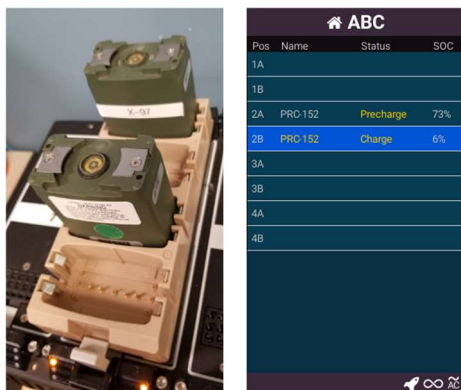 X-97
ABC
Pos Name Status SOC
1A
1B
2A PRC-152 Precharge 73%
2B PRC-152 Charge 6%
3A
3B
4A
4B
AC